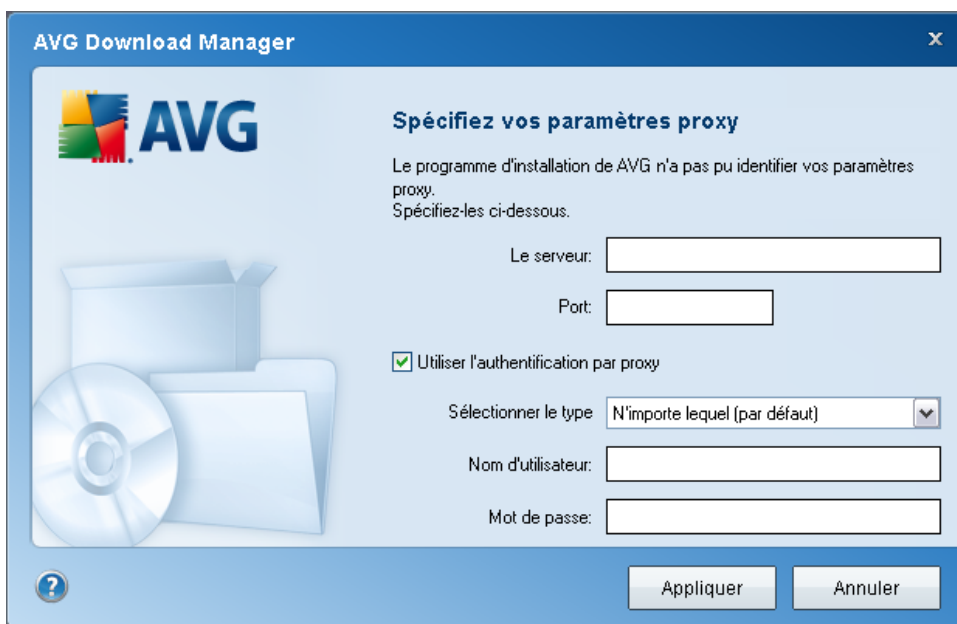 AVG Download Manager
x
AVG
Spécifiez vos paramètres proxy
Le programme d'installation de AVG n'a pas pu identifier vos paramètres
proxy.
Spécifiez-les ci-dessous.
Le serveur:
Port:
Utiliser l'authentification par proxy
Sélectionner le type N'importe lequel (par défaut)
Nom d'utilisateur:
Mot de passe:
?
Appliquer Annuler